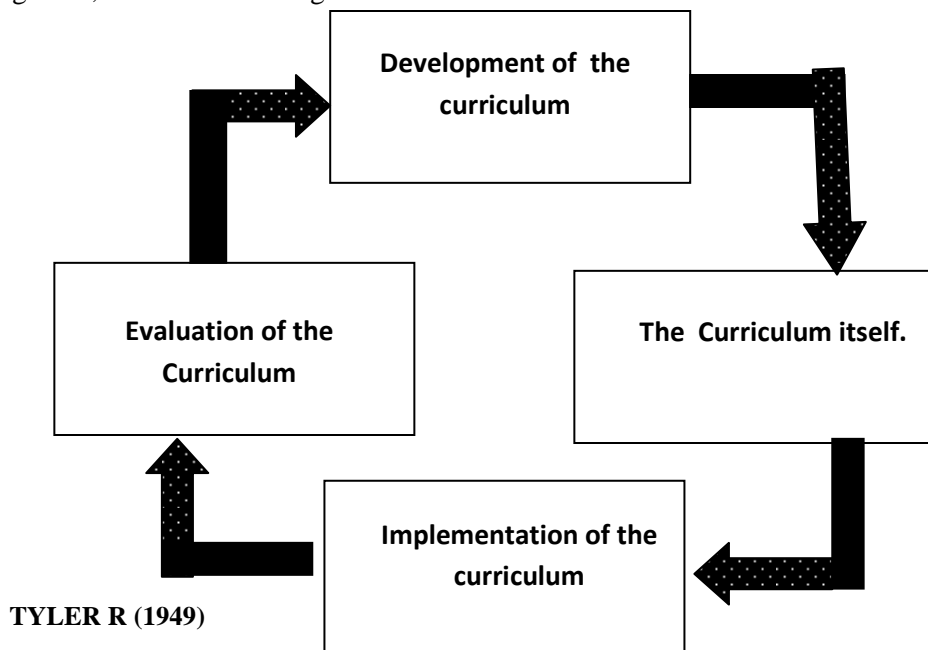 Development of the
curriculum
Evaluation of the
Curriculum
The Curriculum itself.
Implementation of the
curriculum
TYLER R (1949)